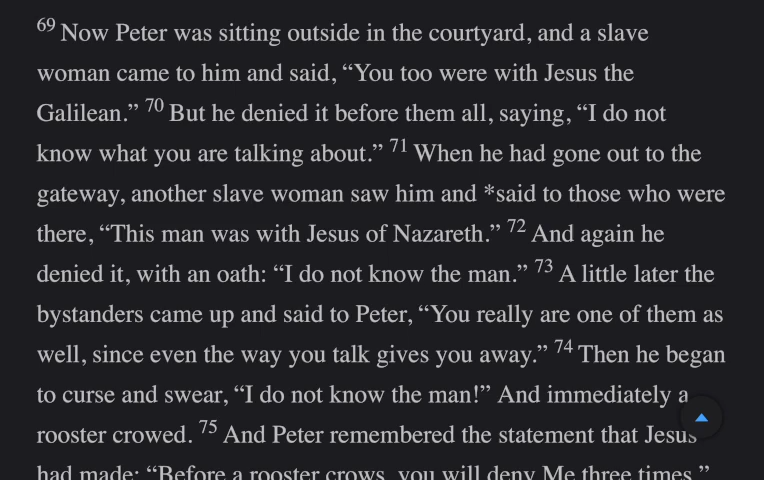 69 Now Peter was sitting outside in the courtyard, and a slave
woman came to him and said, “You too were with Jesus the
Galilean.” 70 But he denied it before them all, saying, “I do not
know what you are talking about.” 71 When he had gone out to the
gateway, another slave woman saw him and *said to those who were
there, “This man was with Jesus of Nazareth.” 72 And again he
denied it, with an oath: “I do not know the man.” 73 A little later the
bystanders came up and said to Peter, “You really are one of them as
well, since even the way you talk gives you away.” 74 Then he began
to curse and swear, “I do not know the man!” And immediately a
rooster crowed. 75 And Peter remembered the statement that Jesus
had made: “Before a rooster crows, you will deny Me three times.”